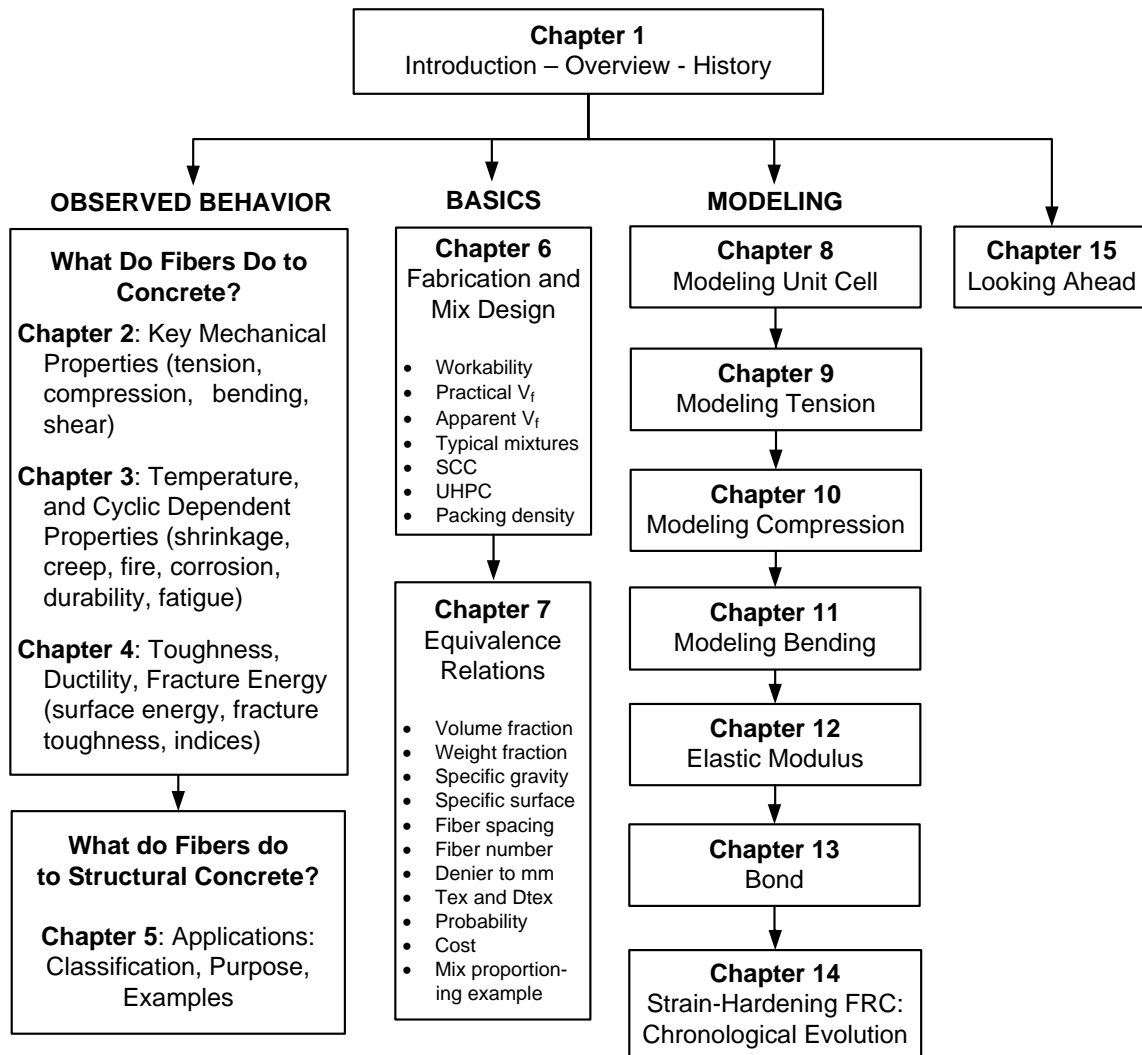 Chapter 1
Introduction – Overview - History
OBSERVED BEHAVIOR
What Do Fibers Do to
Concrete?
Chapter 2: Key Mechanical
Properties (tension,
compression, bending,
shear)
Chapter 3: Temperature,
and Cyclic Dependent
Properties (shrinkage,
creep, fire, corrosion,
durability, fatigue)
Chapter 4: Toughness,
Ductility, Fracture Energy
(surface energy, fracture
toughness, indices)
What do Fibers do
to Structural Concrete?
Chapter 5: Applications:
Classification, Purpose,
Examples
BASICS
Chapter 6
Fabrication and
Mix Design
• Workability
• Practical Vf
• Apparent Vf
• Typical mixtures
• SCC
• UHPC
• Packing density
Chapter 7
Equivalence
Relations
• Volume fraction
• Weight fraction
• Specific gravity
• Specific surface
• Fiber spacing
• Fiber number
• Denier to mm
• Tex and Dtex
• Probability
• Cost
• Mix proportion-
ing example
MODELING
Chapter 8
Modeling Unit Cell
Chapter 9
Modeling Tension
Chapter 10
Modeling Compression
Chapter 11
Modeling Bending
Chapter 12
Elastic Modulus
Chapter 13
Bond
Chapter 14
Strain-Hardening FRC:
Chronological Evolution
Chapter 15
Looking Ahead